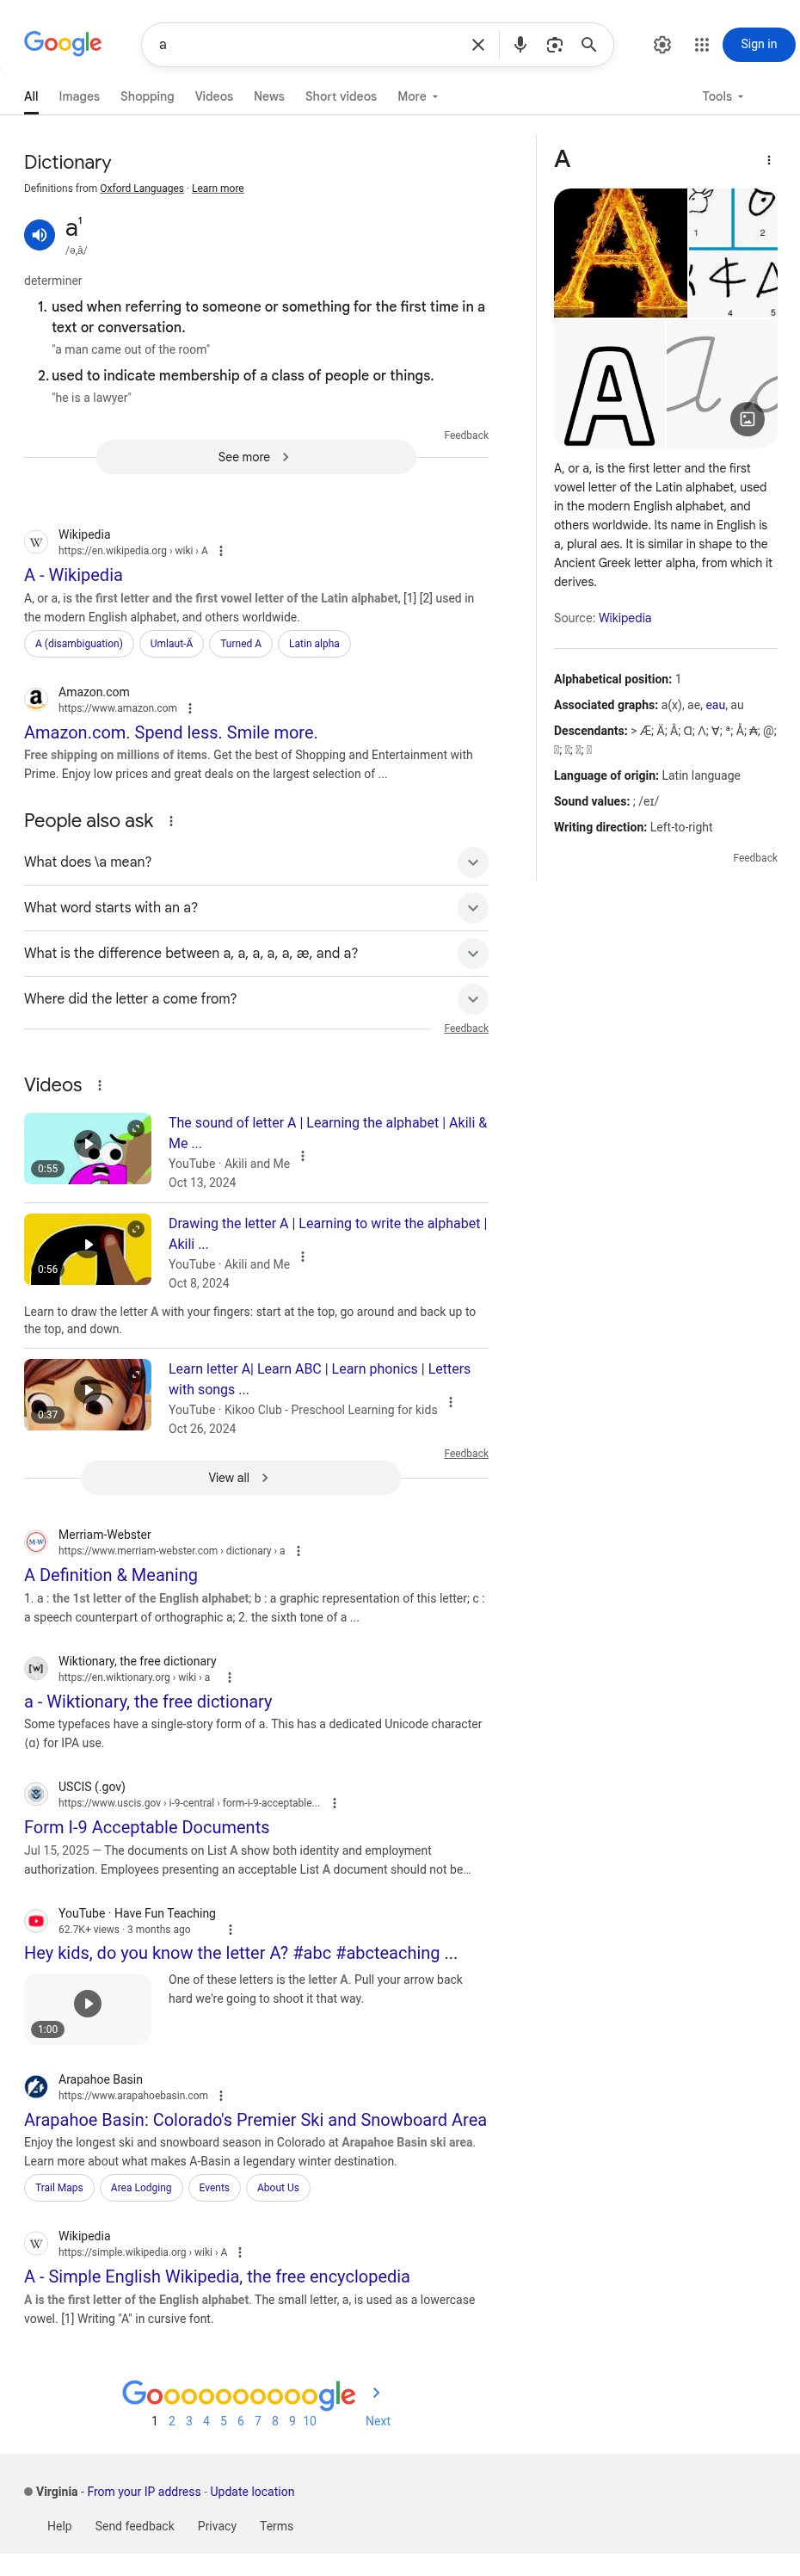 Google
a
Sign in
All
Images
Shopping
Videos
News
Short videos
More
Tools
Dictionary
Definitions from Oxford Languages · Learn more
a¹
/ə,ā/
determiner
1. used when referring to someone or something for the first time in a
text or conversation.
"a man came out of the room"
2. used to indicate membership of a class of people or things.
"he is a lawyer"
Feedback
See more
Wikipedia
https://en.wikipedia.org › wiki › A
A - Wikipedia
A, or a, is the first letter and the first vowel letter of the Latin alphabet, [1] [2] used in
the modern English alphabet, and others worldwide.
A (disambiguation)
Umlaut-Ä
Turned A
Latin alpha
Amazon.com
https://www.amazon.com
Amazon.com. Spend less. Smile more.
Free shipping on millions of items. Get the best of Shopping and Entertainment with
Prime. Enjoy low prices and great deals on the largest selection of ...
People also ask
What does \a mean?
What word starts with an a?
What is the difference between a, a, a, a, a, æ, and a?
Where did the letter a come from?
Feedback
Videos
0:55
The sound of letter A | Learning the alphabet | Akili &
Me ...
YouTube · Akili and Me
Oct 13, 2024
0:56
Drawing the letter A | Learning to write the alphabet |
Akili ...
YouTube · Akili and Me
Oct 8, 2024
Learn to draw the letter A with your fingers: start at the top, go around and back up to
the top, and down.
0:37
Learn letter A| Learn ABC | Learn phonics | Letters
with songs ...
YouTube · Kikoo Club - Preschool Learning for kids
Oct 26, 2024
Feedback
View all
M-W
Merriam-Webster
https://www.merriam-webster.com › dictionary › a
A Definition & Meaning
1. a : the 1st letter of the English alphabet; b : a graphic representation of this letter; c :
a speech counterpart of orthographic a; 2. the sixth tone of a ...
[w]
Wiktionary, the free dictionary
https://en.wiktionary.org › wiki › a
a - Wiktionary, the free dictionary
Some typefaces have a single-story form of a. This has a dedicated Unicode character
⟨ɑ⟩ for IPA use.
USCIS (.gov)
https://www.uscis.gov › i-9-central › form-i-9-acceptable...
Form I-9 Acceptable Documents
Jul 15, 2025 — The documents on List A show both identity and employment
authorization. Employees presenting an acceptable List A document should not be…
YouTube · Have Fun Teaching
62.7K+ views · 3 months ago
Hey kids, do you know the letter A? #abc #abcteaching ...
1:00
One of these letters is the letter A. Pull your arrow back
hard we're going to shoot it that way.
Arapahoe Basin
https://www.arapahoebasin.com
Arapahoe Basin: Colorado's Premier Ski and Snowboard Area
Enjoy the longest ski and snowboard season in Colorado at Arapahoe Basin ski area.
Learn more about what makes A-Basin a legendary winter destination.
Trail Maps
Area Lodging
Events
About Us
W
Wikipedia
https://simple.wikipedia.org › wiki › A
A - Simple English Wikipedia, the free encyclopedia
A is the first letter of the English alphabet. The small letter, a, is used as a lowercase
vowel. [1] Writing "A" in cursive font.
A
A
1
2
4
5
A
A, or a, is the first letter and the first
vowel letter of the Latin alphabet, used
in the modern English alphabet, and
others worldwide. Its name in English is
a, plural aes. It is similar in shape to the
Ancient Greek letter alpha, from which it
derives.
Source: Wikipedia
Alphabetical position: 1
Associated graphs: a(x), ae, eau, au
Descendants: > Æ; Ä; Â; Ɑ; Λ; Ɐ; ª; Å; ₳; @;
Language of origin: Latin language
Sound values: ; /eɪ/
Writing direction: Left-to-right
Feedback
Goooooooooogle
1 2 3 4 5 6 7 8 9 10 Next
Virginia - From your IP address - Update location
Help
Send feedback
Privacy
Terms